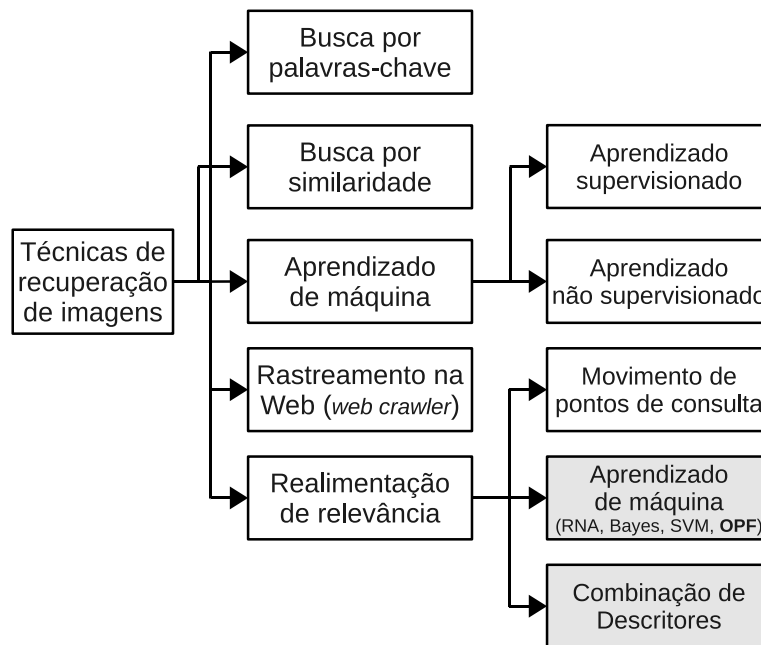 Técnicas de
recuperação
de imagens
Busca por
palavras-chave
Busca por
similaridade
Aprendizado
de máquina
Rastreamento na
Web (web crawler)
Realimentação
de relevância
Aprendizado
supervisionado
Aprendizado
não supervisionado
Movimento de
pontos de consulta
Aprendizado
de máquina
(RNA, Bayes, SVM, OPF)
Combinação de
Descritores